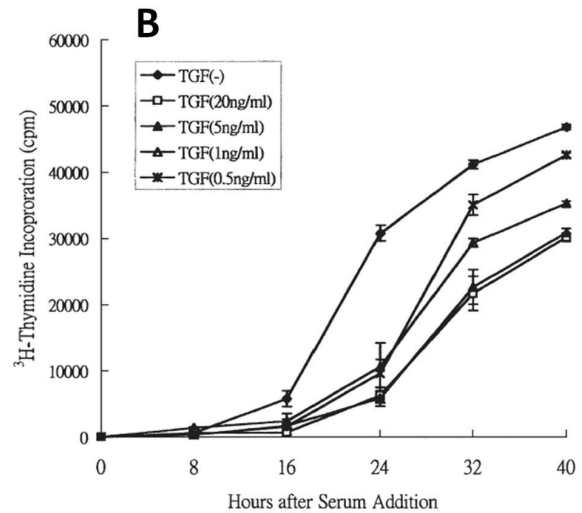 B
60000
50000
40000
30000
20000
10000
0
TGF(-)
TGF(20ng/ml)
TGF(5ng/ml)
TGF(1ng/ml)
TGF(0.5ng/ml)
³H-Thymidine Incoproration (cpm)
0 8 16 24 32 40
Hours after Serum Addition